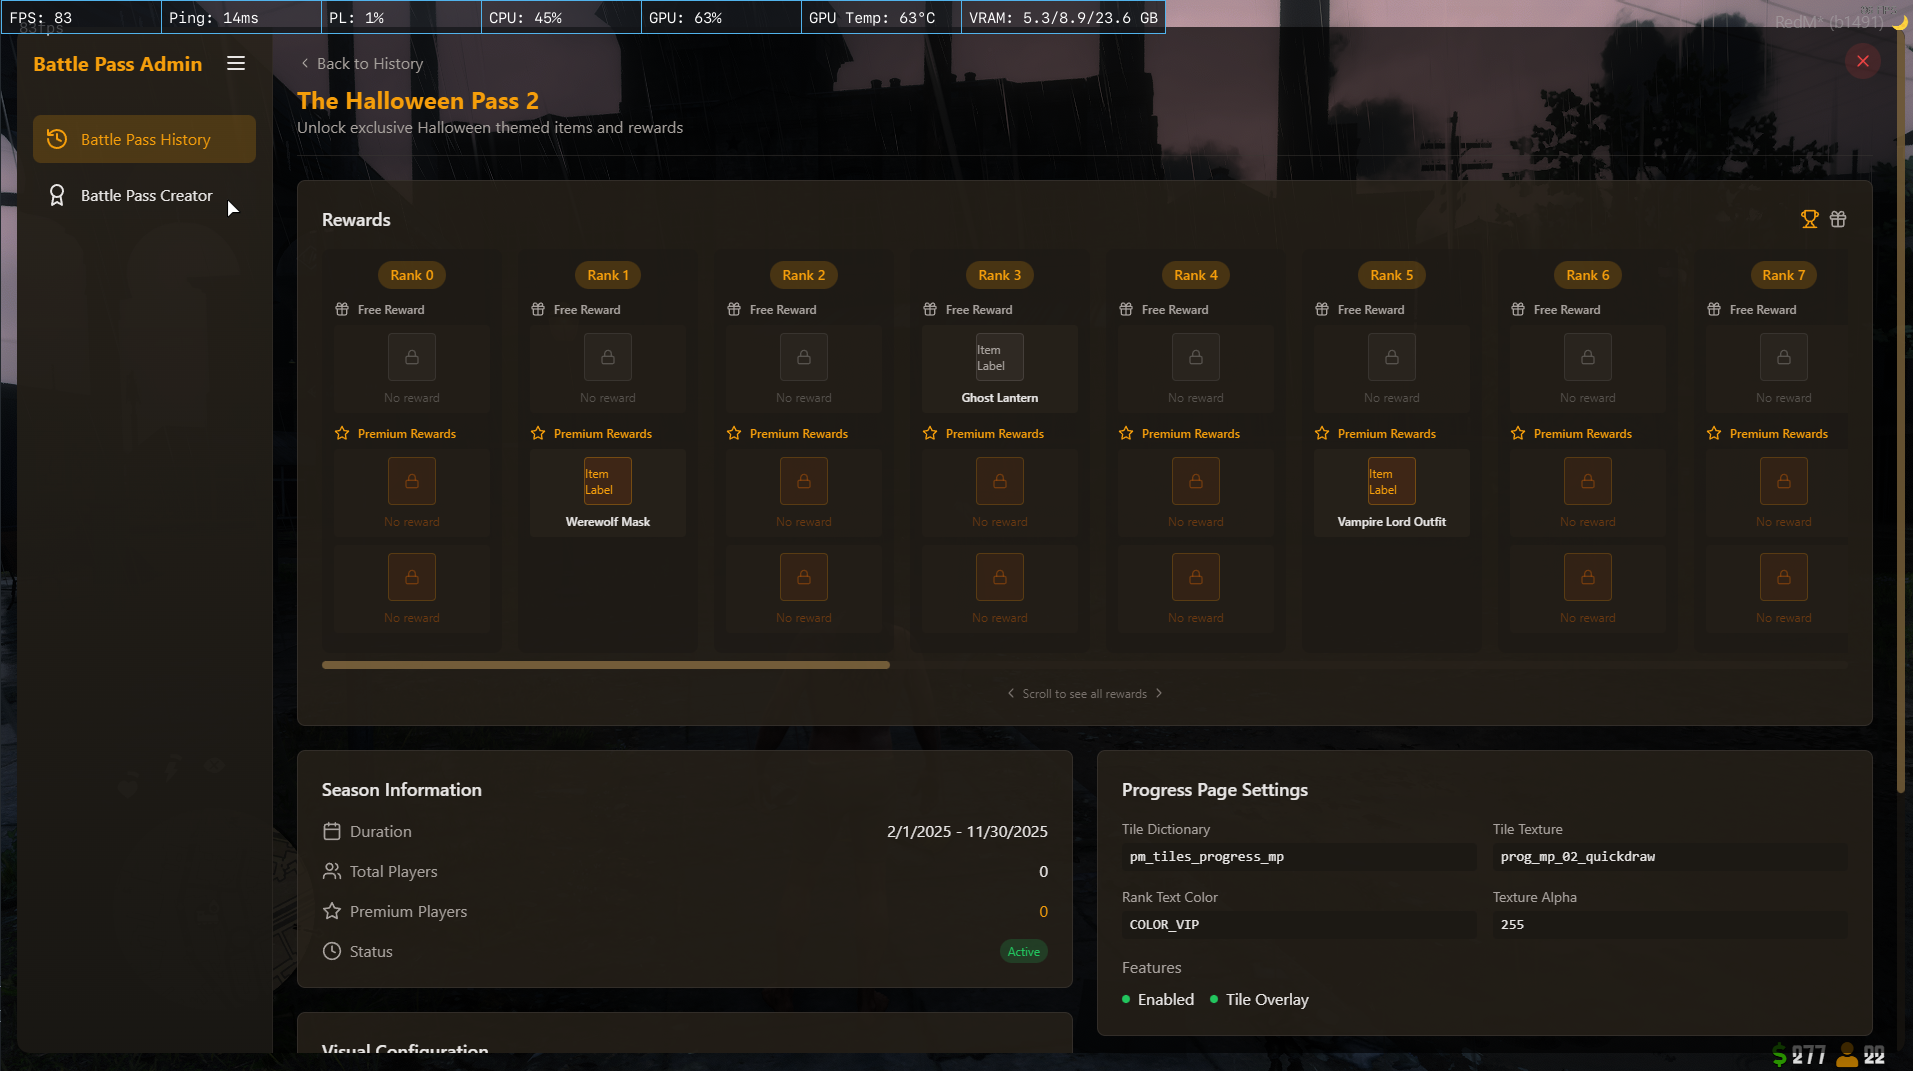 FPS: 83 Ping: 14ms PL: 1% CPU: 45% GPU: 63% GPU Temp: 63°C VRAM: 5.3/8.9/23.6 GB
83fps
RedM* (b1491)
Battle Pass Admin
Battle Pass History
Battle Pass Creator
Back to History
The Halloween Pass 2
Unlock exclusive Halloween themed items and rewards
Rewards
Rank 0 Rank 1 Rank 2 Rank 3 Rank 4 Rank 5 Rank 6 Rank 7
Free Reward Free Reward Free Reward Free Reward Free Reward Free Reward Free Reward Free Reward
Item
Label
No reward No reward No reward Ghost Lantern No reward No reward No reward No reward
Premium Rewards Premium Rewards Premium Rewards Premium Rewards Premium Rewards Premium Rewards Premium Rewards Premium Rewards
Item Item
Label Label
No reward Werewolf Mask No reward No reward No reward Vampire Lord Outfit No reward No reward
No reward No reward No reward No reward No reward No reward
Scroll to see all rewards
Season Information
Duration 2/1/2025 - 11/30/2025
Total Players 0
Premium Players 0
Status Active
Progress Page Settings
Tile Dictionary Tile Texture
pm_tiles_progress_mp prog_mp_02_quickdraw
Rank Text Color Texture Alpha
COLOR_VIP 255
Features
Enabled Tile Overlay
Visual Configuration
$ 277 22